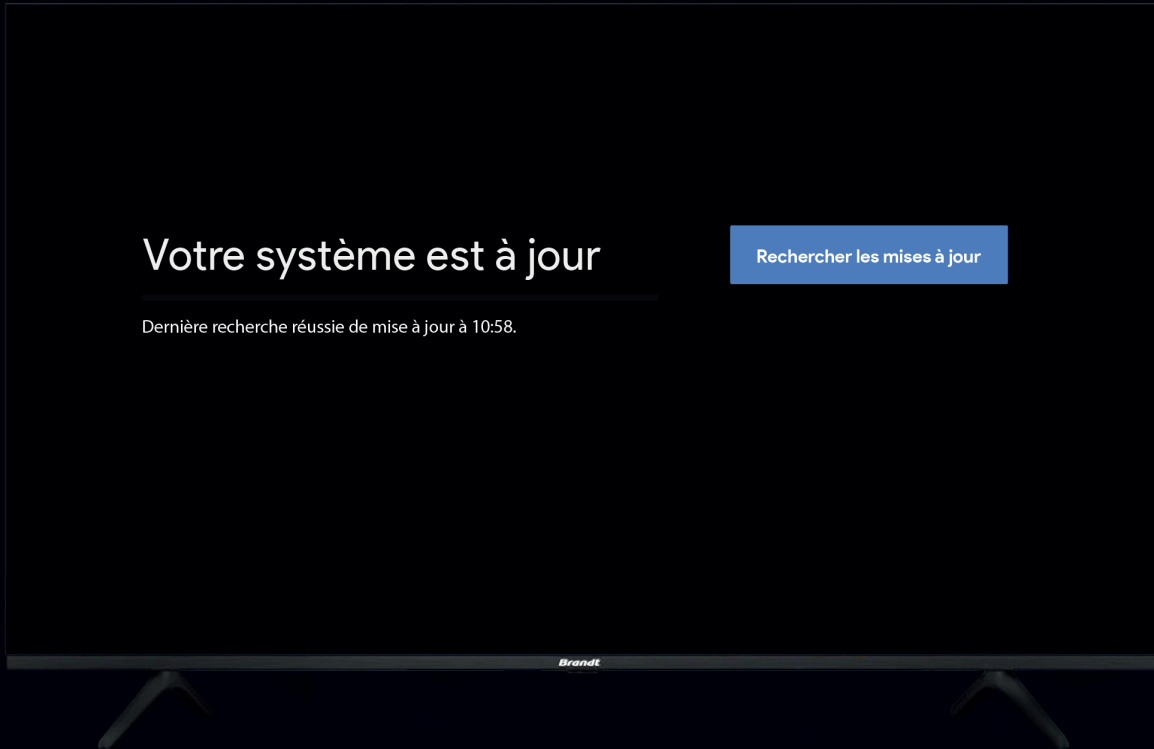 Votre système est à jour
Rechercher les mises à jour
Dernière recherche réussie de mise à jour à 10:58.
Brandt